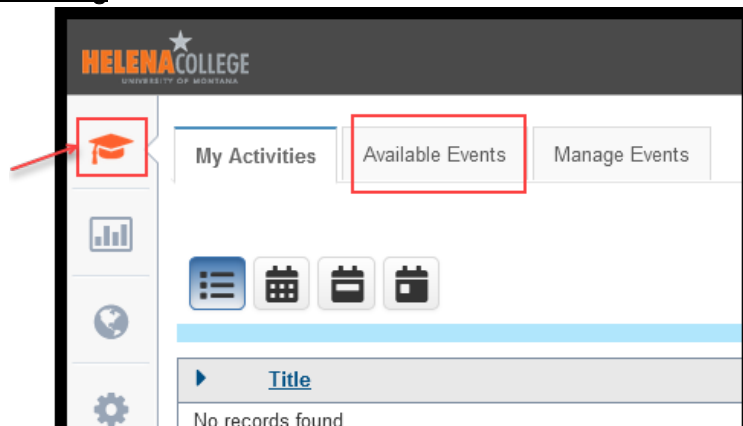 HELENA COLLEGE
UNIVERSITY OF MONTANA
My Activities
Available Events
Manage Events
Title
No records found